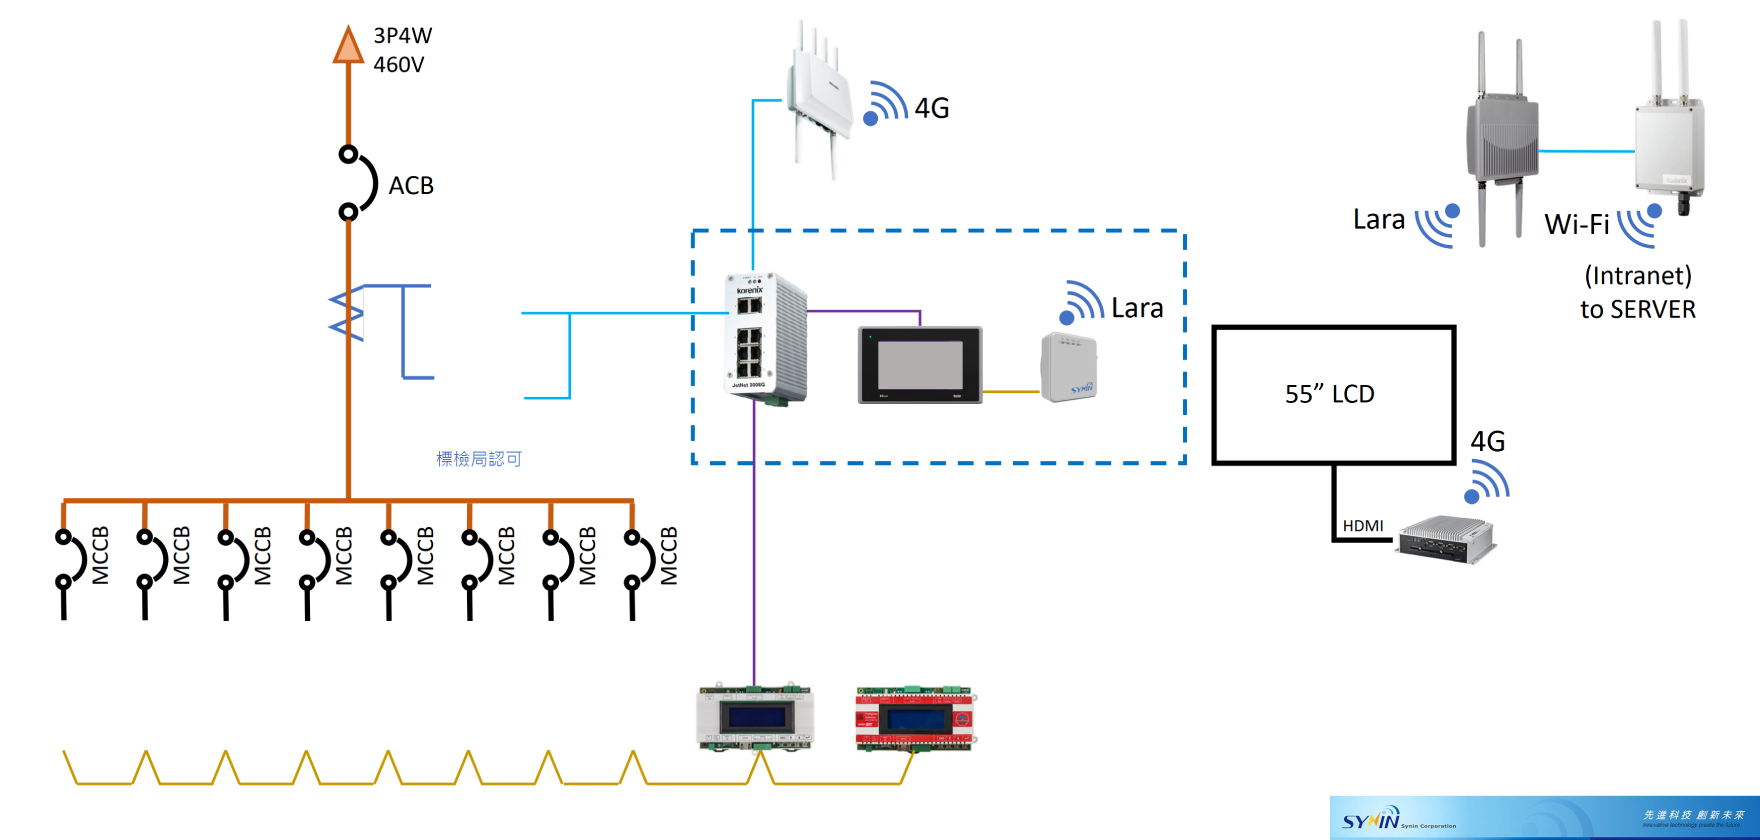 3P4W
460V
4G
ACB
Lara
Wi-Fi
(Intranet)
to SERVER
korenix
JetNet 3008G
Lara
SYNIN
55” LCD
4G
HDMI
標檢局認可
MCCB
MCCB
MCCB
MCCB
MCCB
MCCB
MCCB
MCCB
SYNIN Synin Corporation
先進科技 創新未來
Innovative technology create the future